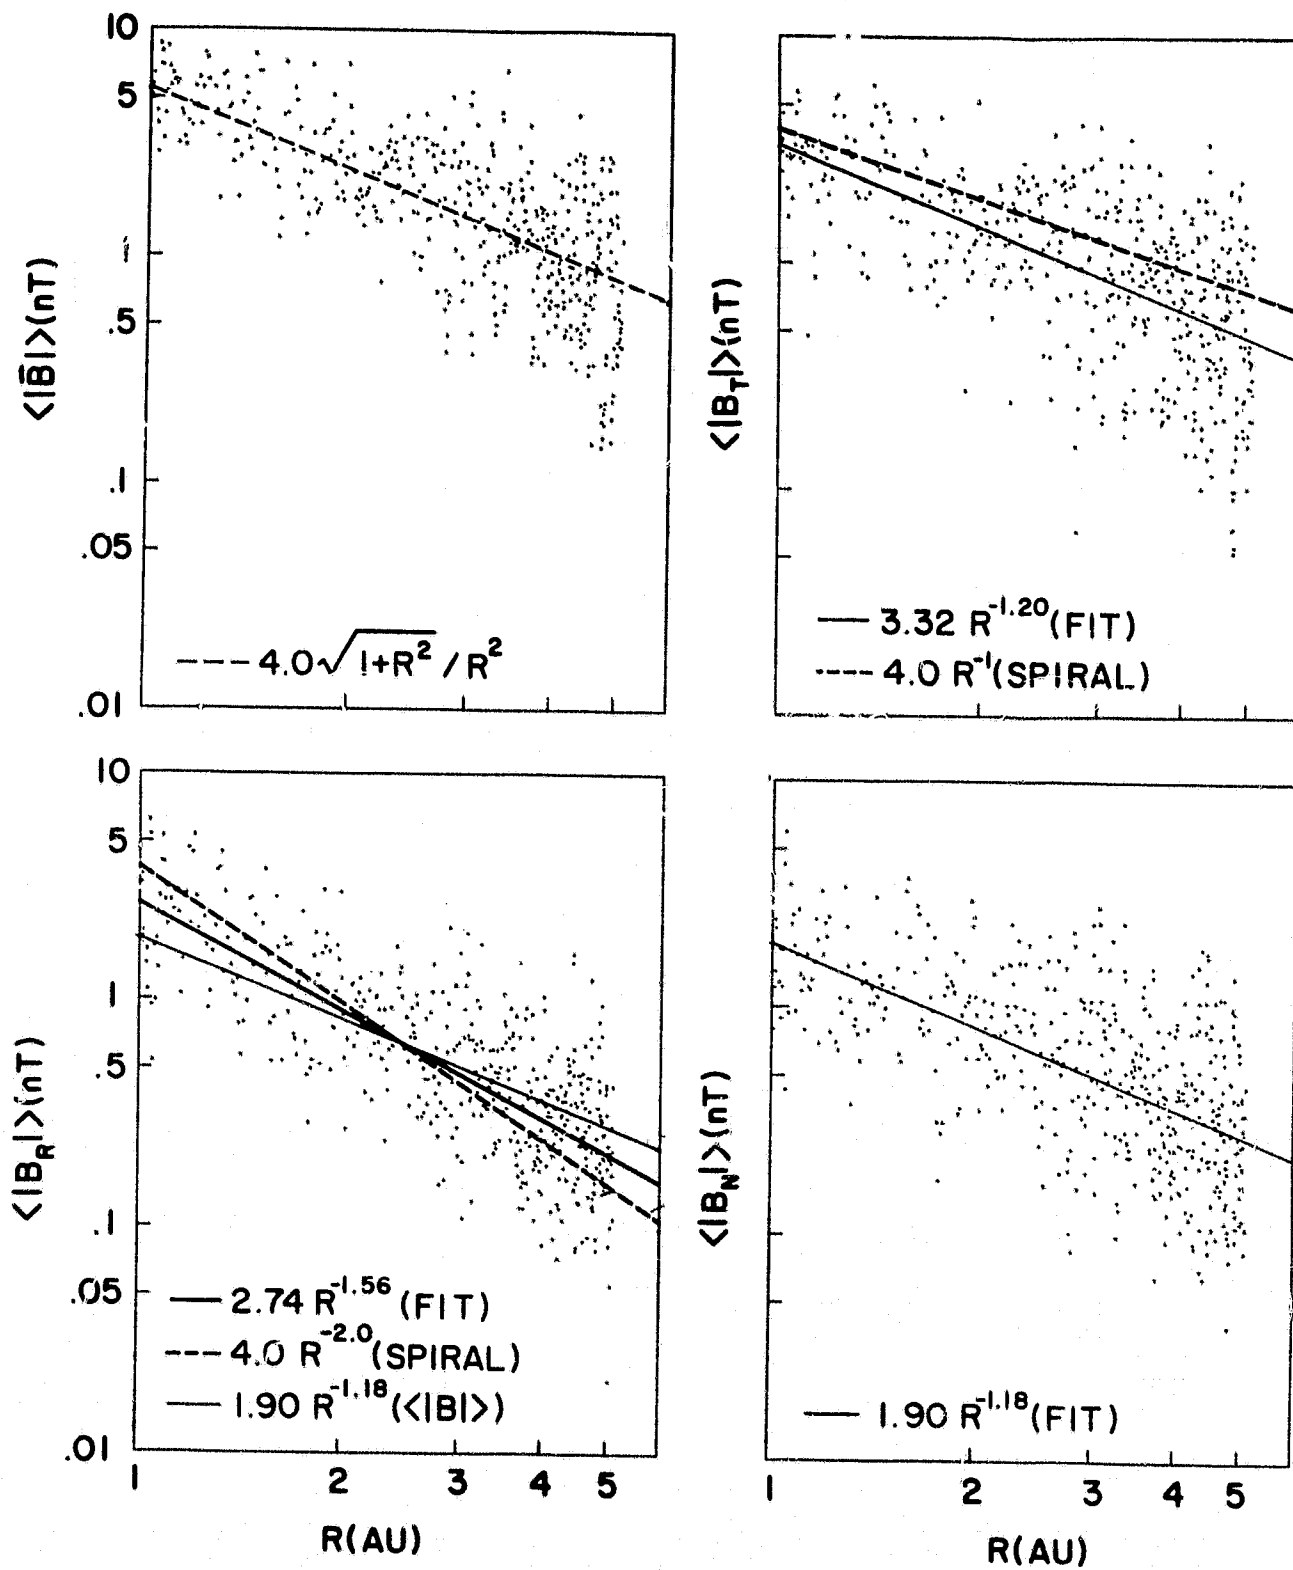 10
5
1
.5
.1
.05
.01
<|B̄|>(nT)
4.0 √1+R² / R²
<|B_T|>(nT)
3.32 R^-1.20 (FIT)
4.0 R^-1 (SPIRAL)
10
5
1
.5
.1
.05
.01
<|B_R|>(nT)
2.74 R^-1.56 (FIT)
4.0 R^-2.0 (SPIRAL)
1.90 R^-1.18 (<|B|>)
1 2 3 4 5
R(AU)
<|B_N|>(nT)
1.90 R^-1.18 (FIT)
1 2 3 4 5
R(AU)